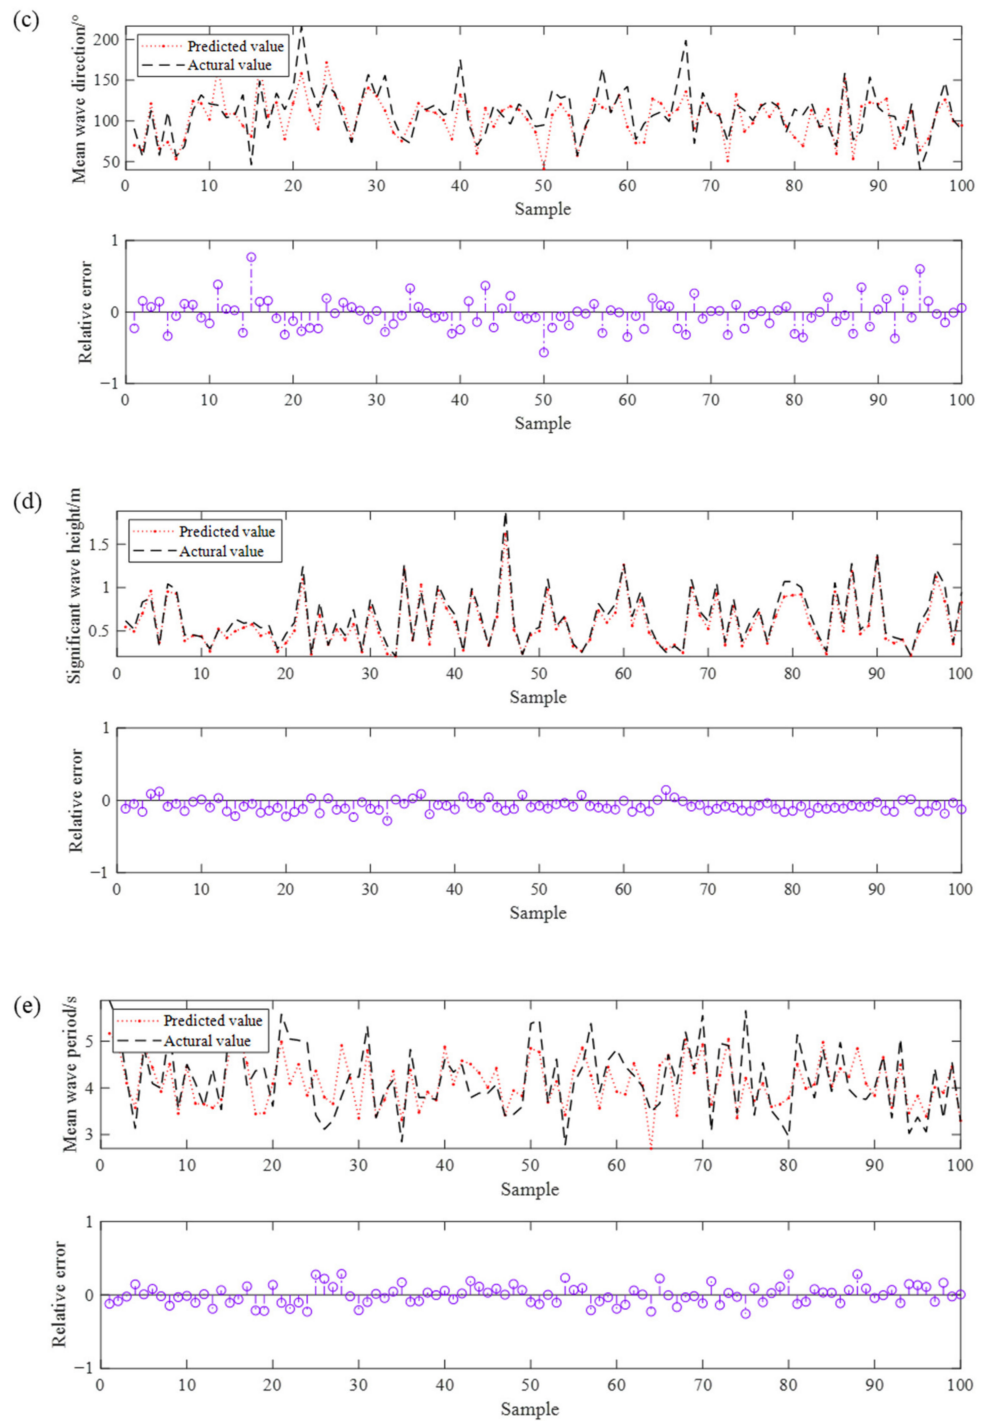 (c)
Mean wave direction/°
200
150
100
50
Predicted value
Actural value
0 10 20 30 40 50 60 70 80 90 100
Sample
Relative error
1
0
−1
0 10 20 30 40 50 60 70 80 90 100
Sample
(d)
Significant wave height/m
1.5
1
0.5
Predicted value
Actural value
0 10 20 30 40 50 60 70 80 90 100
Sample
Relative error
1
0
−1
0 10 20 30 40 50 60 70 80 90 100
Sample
(e)
Mean wave period/s
5
4
3
Predicted value
Actural value
0 10 20 30 40 50 60 70 80 90 100
Sample
Relative error
1
0
−1
0 10 20 30 40 50 60 70 80 90 100
Sample